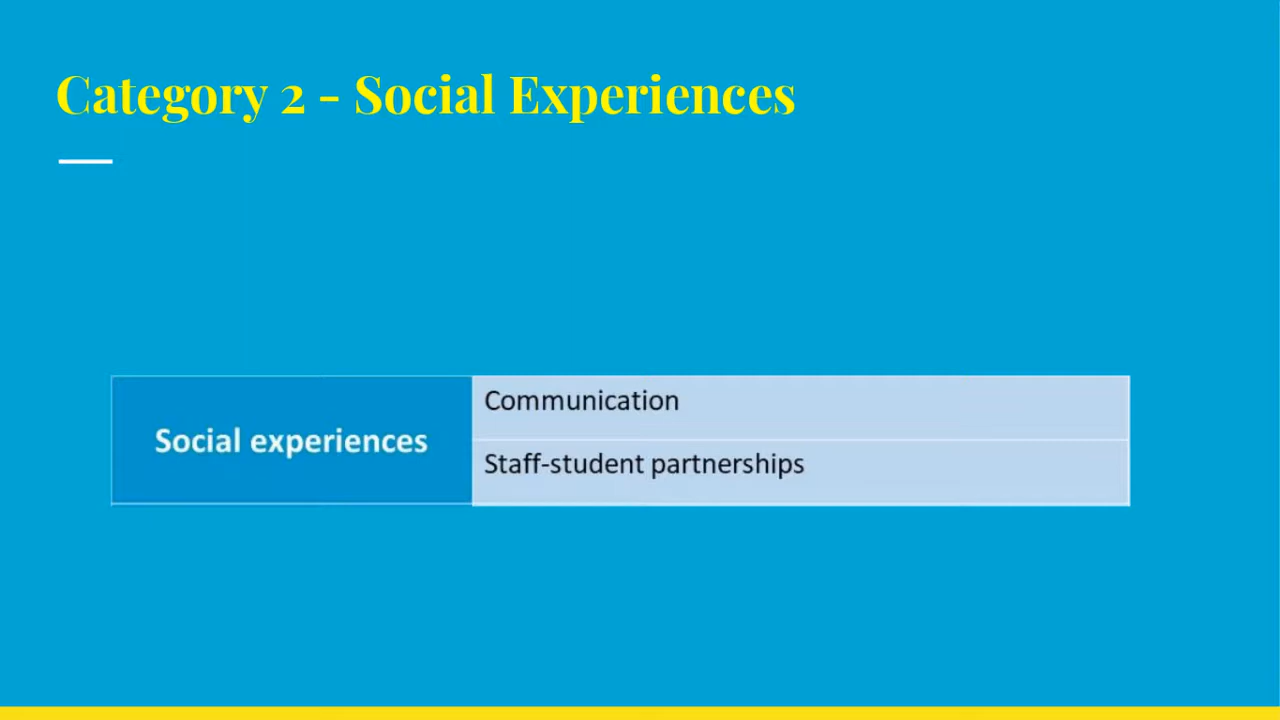 Category 2 - Social Experiences
Social experiences
Communication
Staff-student partnerships